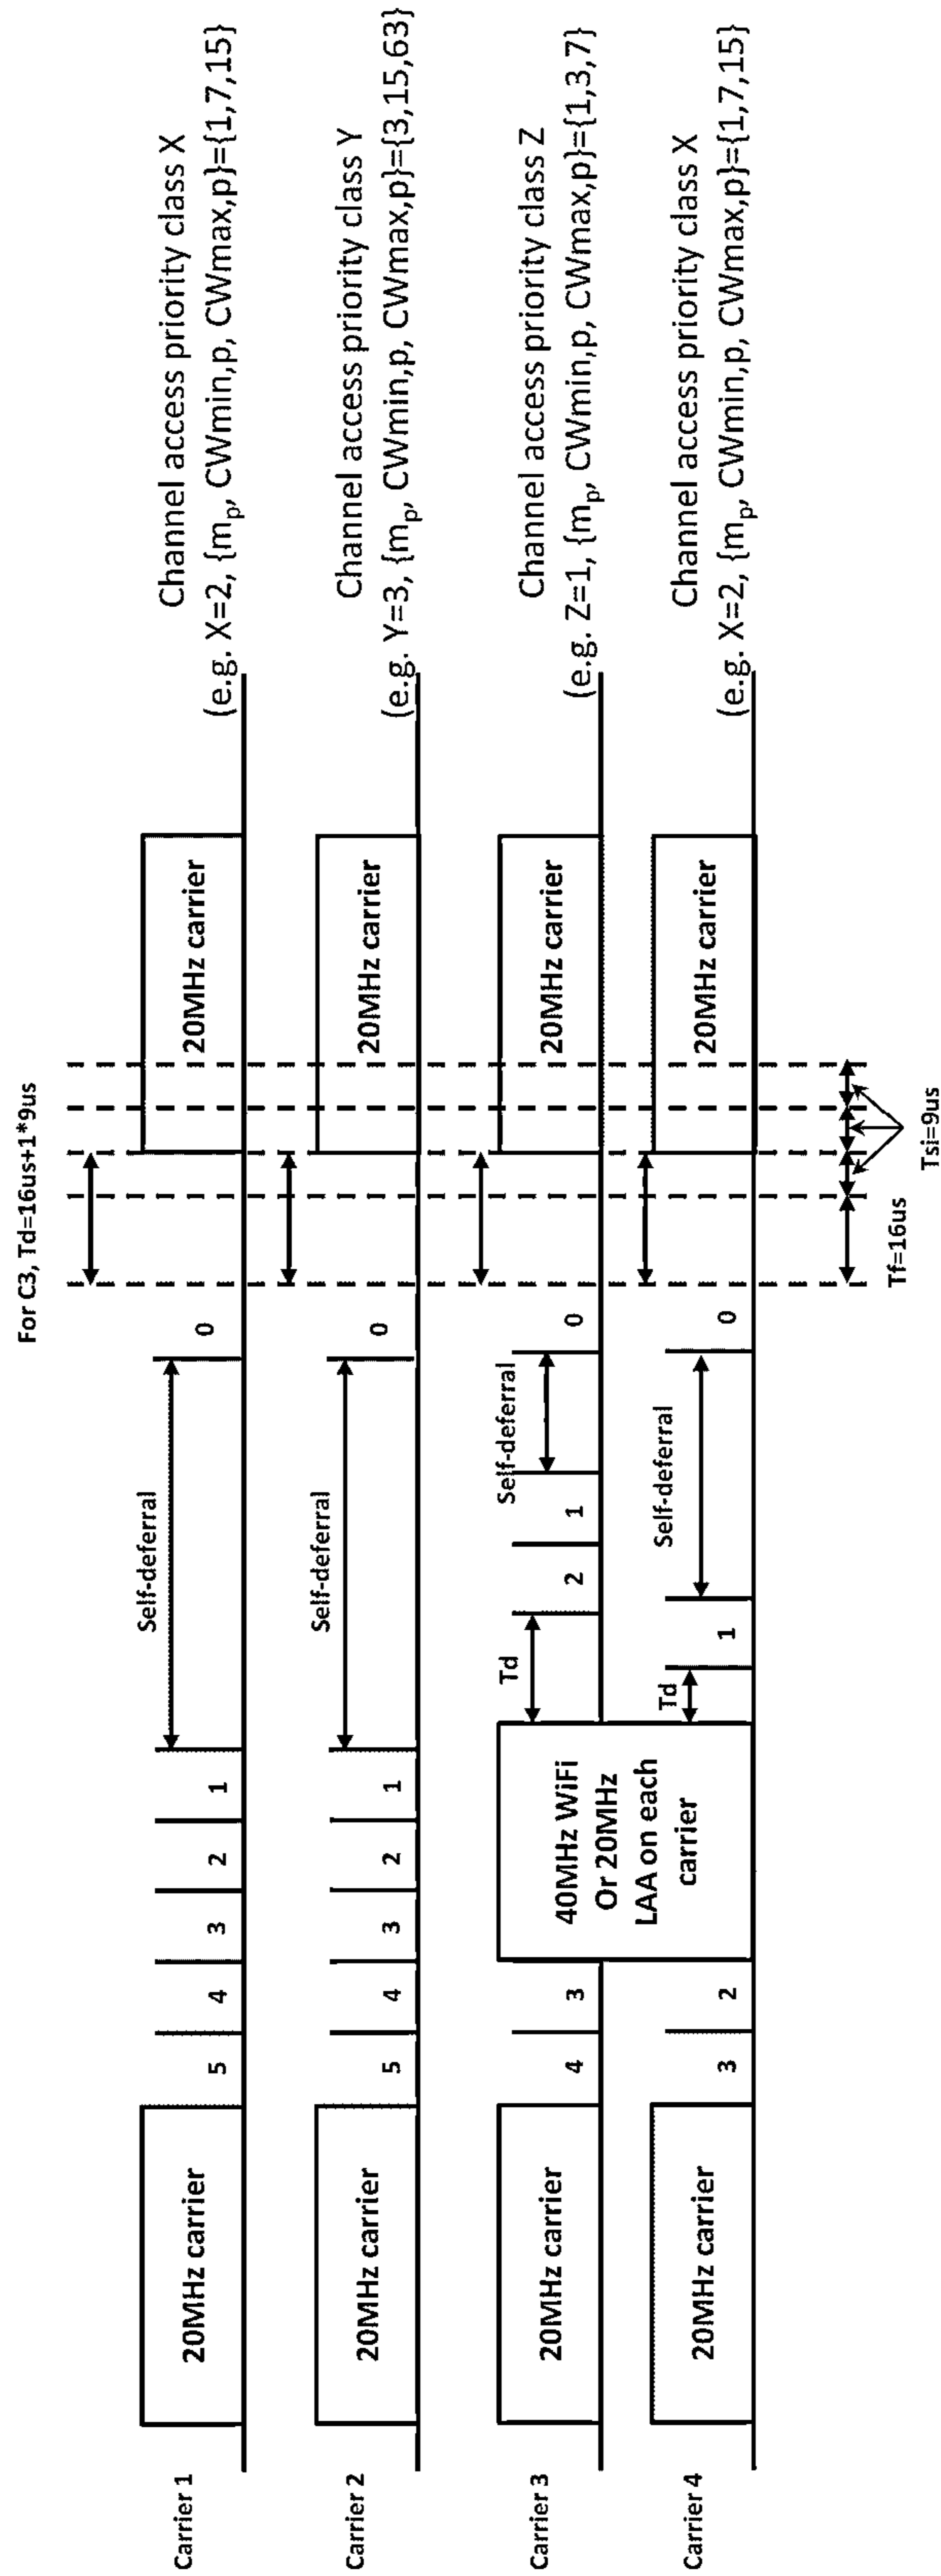 For C3, Td=16us+1*9us
Carrier 1
20MHz carrier
5
4
3
2
1
Self-deferral
0
20MHz carrier
Channel access priority class X
(e.g. X=2, {mp, CWmin,p, CWmax,p}={1,7,15}
Carrier 2
20MHz carrier
5
4
3
2
1
Self-deferral
0
20MHz carrier
Channel access priority class Y
(e.g. Y=3, {mp, CWmin,p, CWmax,p}={3,15,63}
Carrier 3
20MHz carrier
4
3
40MHz WiFi
Or 20MHz
LAA on each
carrier
Td
2
1
Self-deferral
0
20MHz carrier
Channel access priority class Z
(e.g. Z=1, {mp, CWmin,p, CWmax,p}={1,3,7}
Carrier 4
20MHz carrier
3
2
Td
1
Self-deferral
0
20MHz carrier
Channel access priority class X
(e.g. X=2, {mp, CWmin,p, CWmax,p}={1,7,15}
Tf=16us
Tsi=9us